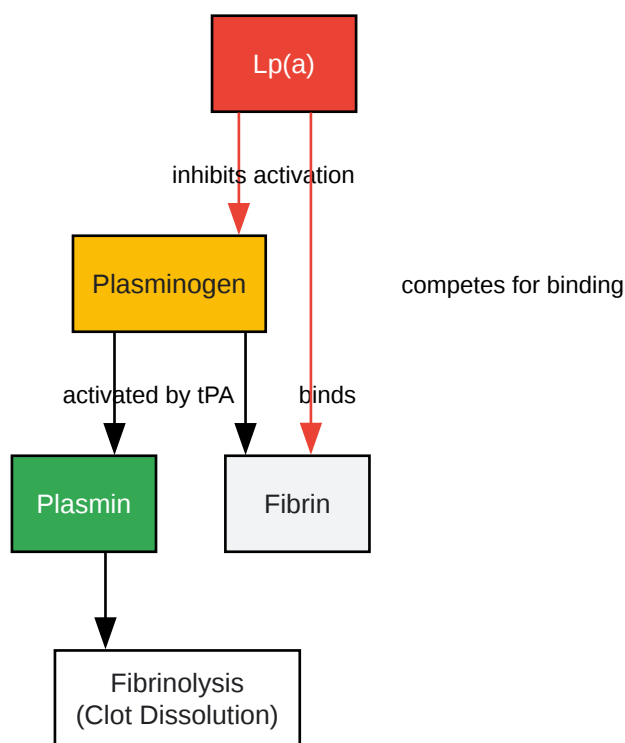 Lp(a)
inhibits activation
Plasminogen
competes for binding
activated by tPA
binds
Plasmin
Fibrin
Fibrinolysis
(Clot Dissolution)